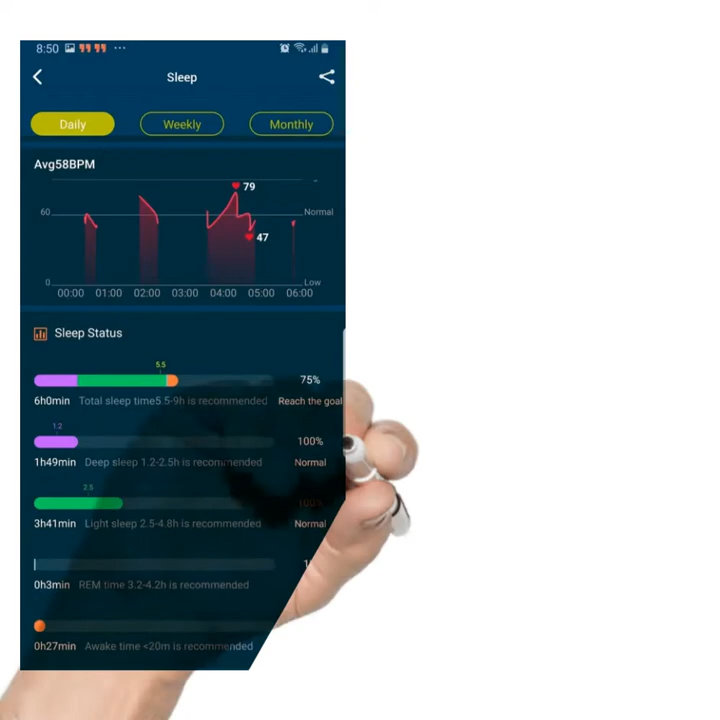 8:50
Sleep
Daily Weekly Monthly
Avg58BPM
79
60 Normal
47
0 Low
00:00 01:00 02:00 03:00 04:00 05:00 06:00
Sleep Status
5.5
75%
6h0min Total sleep time5 5-9h is recommended Reach the goal
1.2
100%
1h49min Deep sleep 1.2-2.5h is recommended Normal
2.5
100%
3h41min Light sleep 2.5-4.8h is recommended Normal
0h3min REM time 3.2-4.2h is recommended
0h27min Awake time <20m is recommended